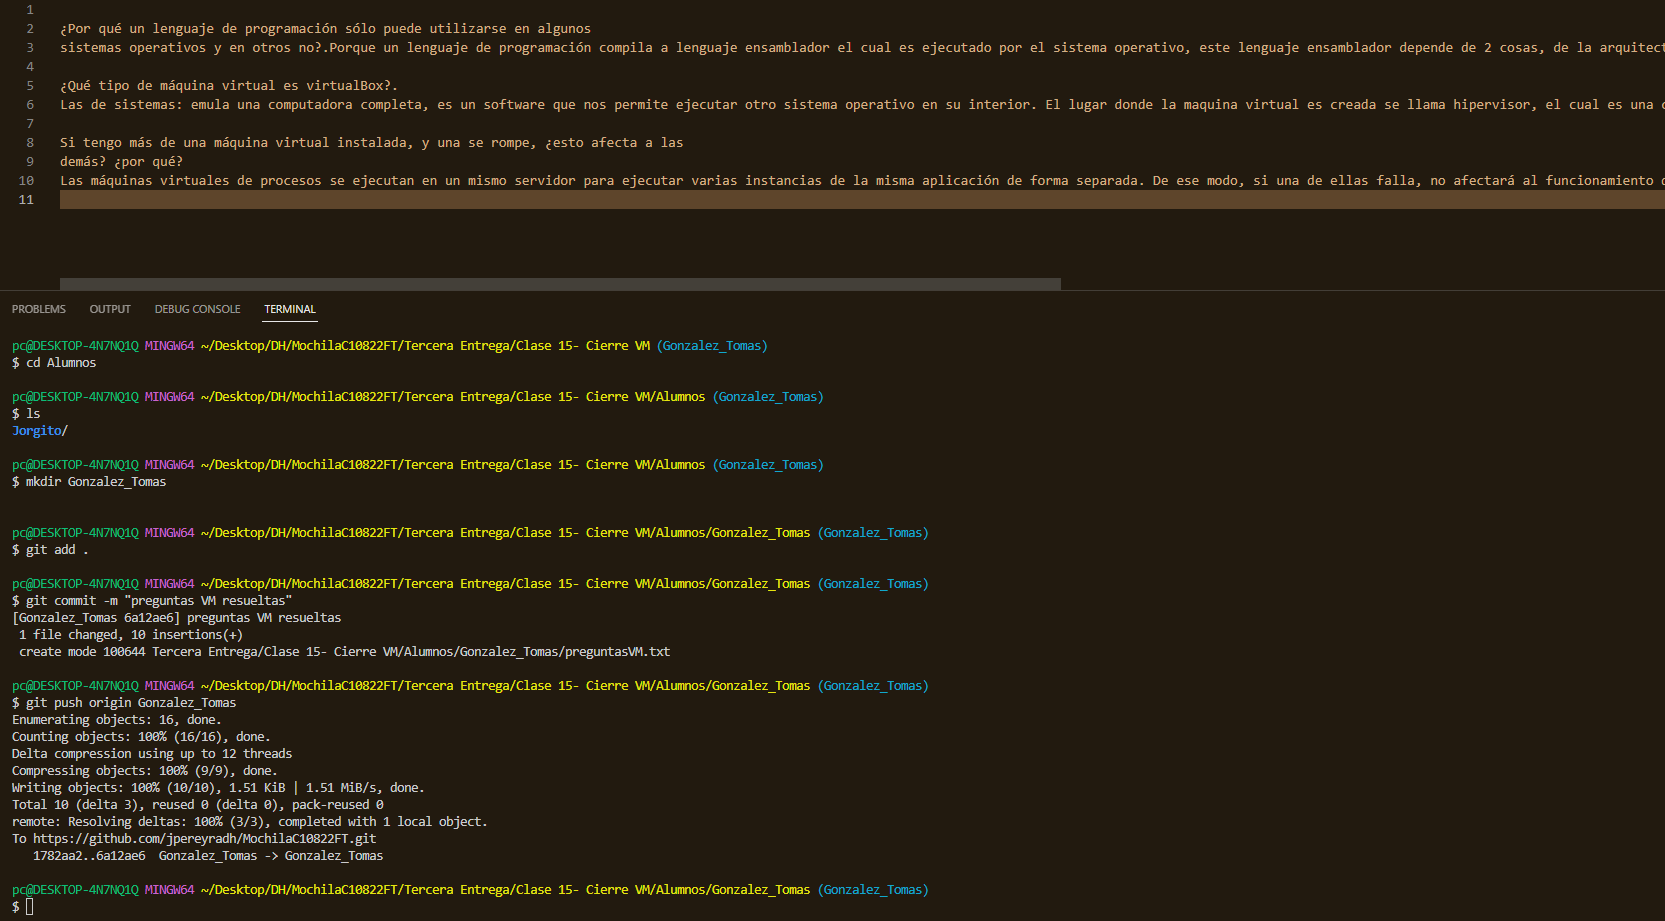 1
2 ¿Por qué un lenguaje de programación sólo puede utilizarse en algunos
3 sistemas operativos y en otros no?.Porque un lenguaje de programación compila a lenguaje ensamblador el cual es ejecutado por el sistema operativo, este lenguaje ensamblador depende de 2 cosas, de la arquitect
4
5 ¿Qué tipo de máquina virtual es virtualBox?.
6 Las de sistemas: emula una computadora completa, es un software que nos permite ejecutar otro sistema operativo en su interior. El lugar donde la maquina virtual es creada se llama hipervisor, el cual es una
7
8 Si tengo más de una máquina virtual instalada, y una se rompe, ¿esto afecta a las
9 demás? ¿por qué?
10 Las máquinas virtuales de procesos se ejecutan en un mismo servidor para ejecutar varias instancias de la misma aplicación de forma separada. De ese modo, si una de ellas falla, no afectará al funcionamiento
11
PROBLEMS OUTPUT DEBUG CONSOLE TERMINAL
pc@DESKTOP-4N7NQ1Q MINGW64 ~/Desktop/DH/MochilaC10822FT/Tercera Entrega/Clase 15- Cierre VM (Gonzalez_Tomas)
$ cd Alumnos
pc@DESKTOP-4N7NQ1Q MINGW64 ~/Desktop/DH/MochilaC10822FT/Tercera Entrega/Clase 15- Cierre VM/Alumnos (Gonzalez_Tomas)
$ ls
Jorgito/
pc@DESKTOP-4N7NQ1Q MINGW64 ~/Desktop/DH/MochilaC10822FT/Tercera Entrega/Clase 15- Cierre VM/Alumnos (Gonzalez_Tomas)
$ mkdir Gonzalez_Tomas
pc@DESKTOP-4N7NQ1Q MINGW64 ~/Desktop/DH/MochilaC10822FT/Tercera Entrega/Clase 15- Cierre VM/Alumnos/Gonzalez_Tomas (Gonzalez_Tomas)
$ git add .
pc@DESKTOP-4N7NQ1Q MINGW64 ~/Desktop/DH/MochilaC10822FT/Tercera Entrega/Clase 15- Cierre VM/Alumnos/Gonzalez_Tomas (Gonzalez_Tomas)
$ git commit -m "preguntas VM resueltas"
[Gonzalez_Tomas 6a12ae6] preguntas VM resueltas
1 file changed, 10 insertions(+)
create mode 100644 Tercera Entrega/Clase 15- Cierre VM/Alumnos/Gonzalez_Tomas/preguntasVM.txt
pc@DESKTOP-4N7NQ1Q MINGW64 ~/Desktop/DH/MochilaC10822FT/Tercera Entrega/Clase 15- Cierre VM/Alumnos/Gonzalez_Tomas (Gonzalez_Tomas)
$ git push origin Gonzalez_Tomas
Enumerating objects: 16, done.
Counting objects: 100% (16/16), done.
Delta compression using up to 12 threads
Compressing objects: 100% (9/9), done.
Writing objects: 100% (10/10), 1.51 KiB | 1.51 MiB/s, done.
Total 10 (delta 3), reused 0 (delta 0), pack-reused 0
remote: Resolving deltas: 100% (3/3), completed with 1 local object.
To https://github.com/jpereyradh/MochilaC10822FT.git
1782aa2..6a12ae6 Gonzalez_Tomas -> Gonzalez_Tomas
pc@DESKTOP-4N7NQ1Q MINGW64 ~/Desktop/DH/MochilaC10822FT/Tercera Entrega/Clase 15- Cierre VM/Alumnos/Gonzalez_Tomas (Gonzalez_Tomas)
$